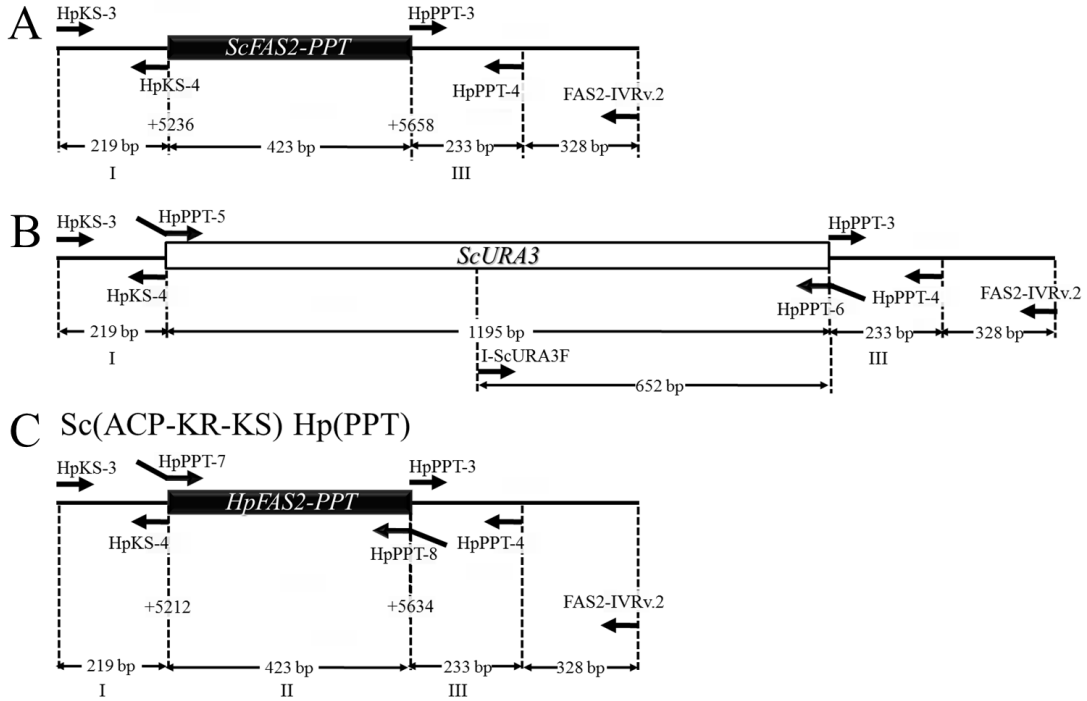 A
HpKS-3
HpPPT-3
ScFAS2-PPT
HpKS-4
HpPPT-4
FAS2-IVRv.2
+5236
+5658
219 bp
423 bp
233 bp
328 bp
I
III
B
HpKS-3
HpPPT-5
HpPPT-3
ScURA3
HpKS-4
HpPPT-6
HpPPT-4
FAS2-IVRv.2
219 bp
1195 bp
233 bp
328 bp
I
I-ScURA3F
III
652 bp
C Sc(ACP-KR-KS) Hp(PPT)
HpKS-3
HpPPT-7
HpPPT-3
HpFAS2-PPT
HpKS-4
HpPPT-8
HpPPT-4
+5212
+5634
FAS2-IVRv.2
219 bp
423 bp
233 bp
328 bp
I
II
III